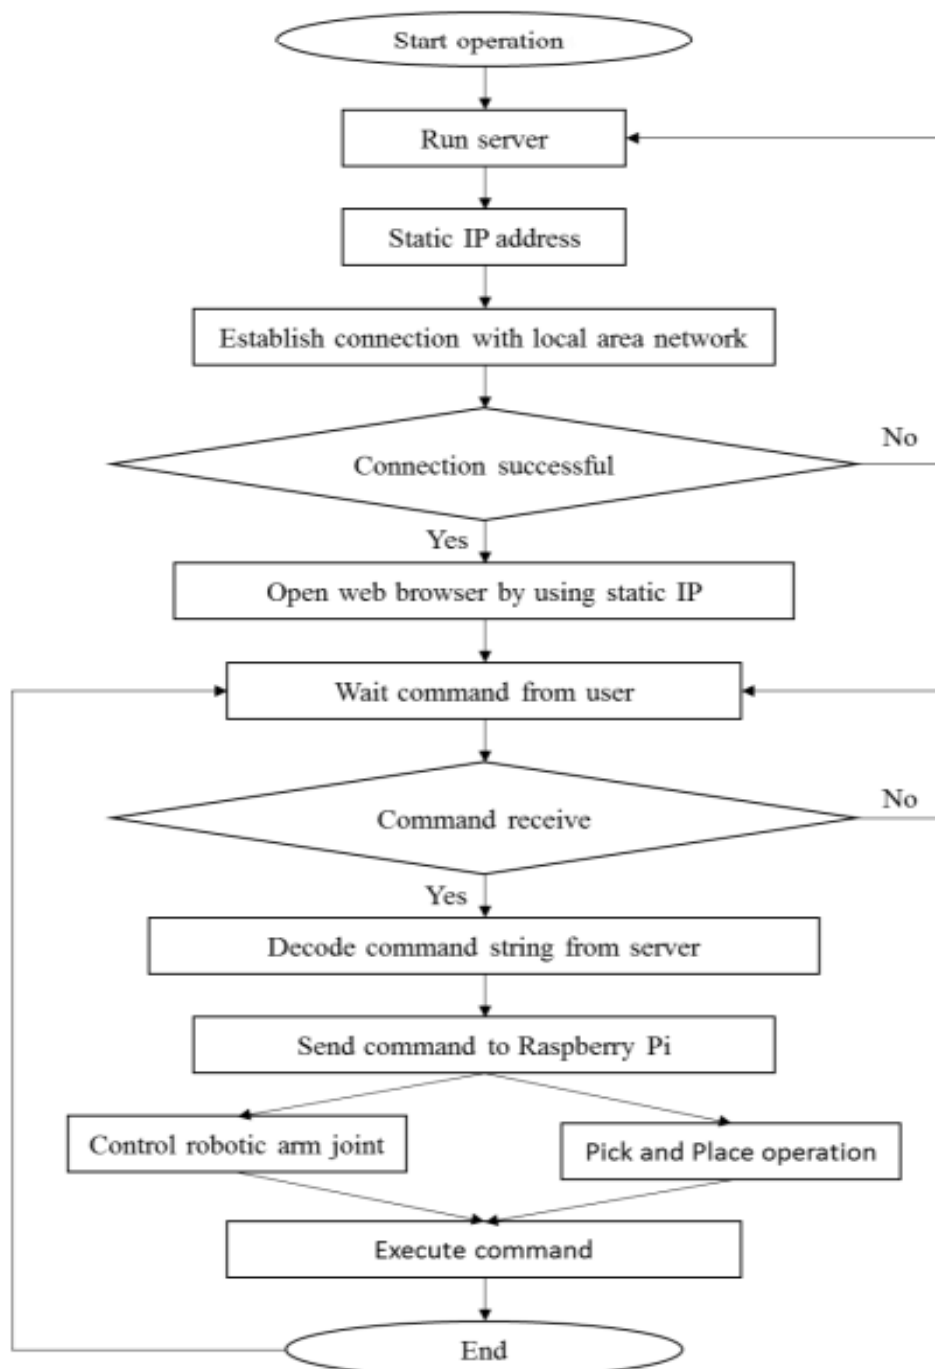 Start operation
Run server
Static IP address
Establish connection with local area network
No
Connection successful
Yes
Open web browser by using static IP
Wait command from user
No
Command receive
Yes
Decode command string from server
Send command to Raspberry Pi
Control robotic arm joint
Pick and Place operation
Execute command
End